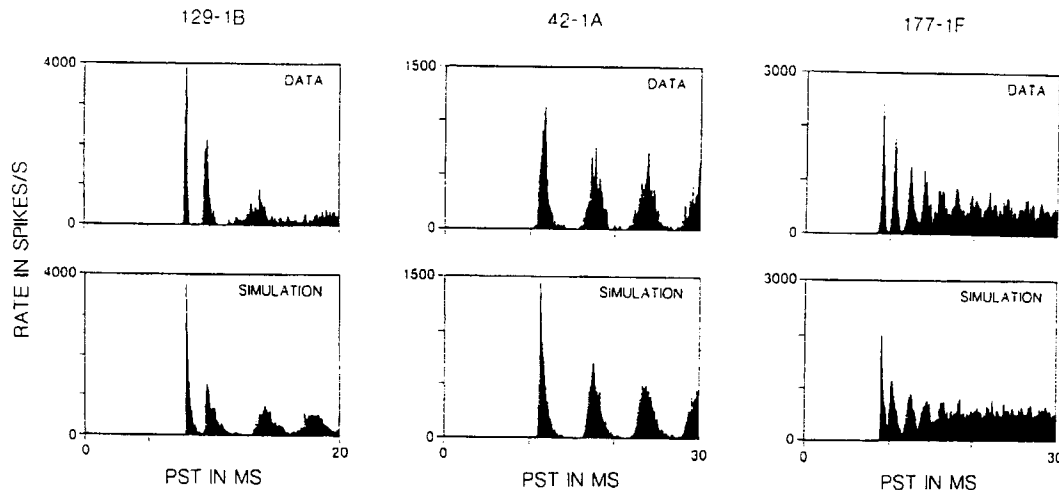 129-1B
42-1A
177-1F
RATE IN SPIKES/S
4000
DATA
0
1500
DATA
0
3000
DATA
0
4000
SIMULATION
0
0
20
PST IN MS
1500
SIMULATION
0
0
30
PST IN MS
3000
SIMULATION
0
0
30
PST IN MS